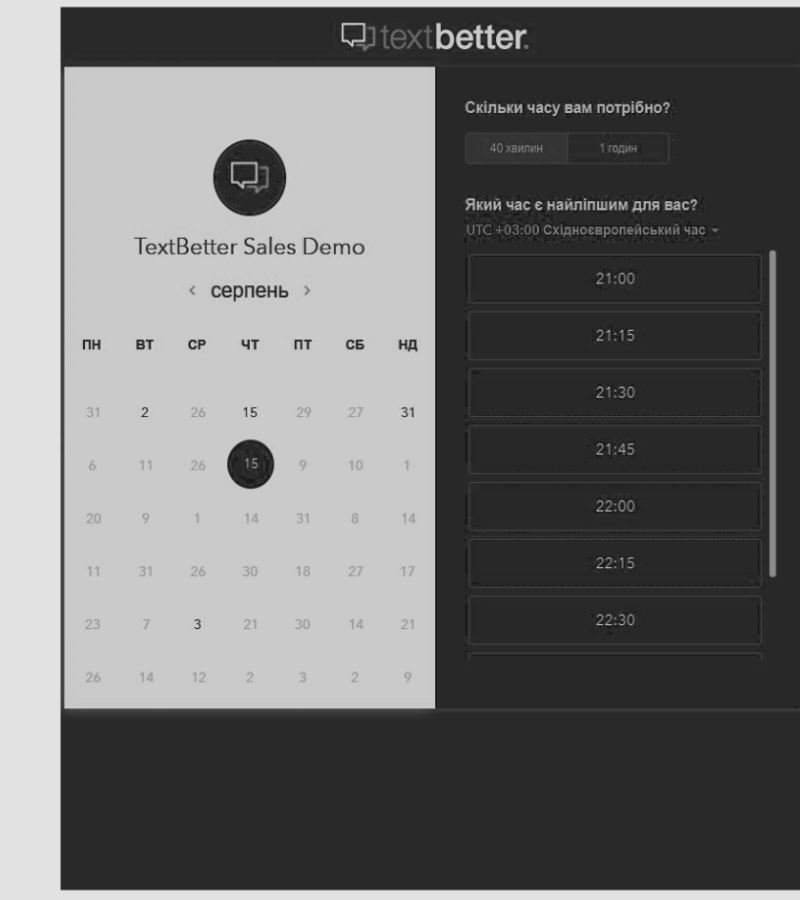 textbetter.
TextBetter Sales Demo
‹ серпень ›
ПН ВТ СР ЧТ ПТ СБ НД
31 2 26 15 29 27 31
6 11 26 15 9 10 1
20 9 1 14 31 8 14
11 31 26 30 18 27 17
23 7 3 21 30 14 21
26 14 12 2 3 2 9
Скільки часу вам потрібно?
40 хвилин 1 годин
Який час є найліпшим для вас?
UTC +03:00 Східноєвропейський час
21:00
21:15
21:30
21:45
22:00
22:15
22:30